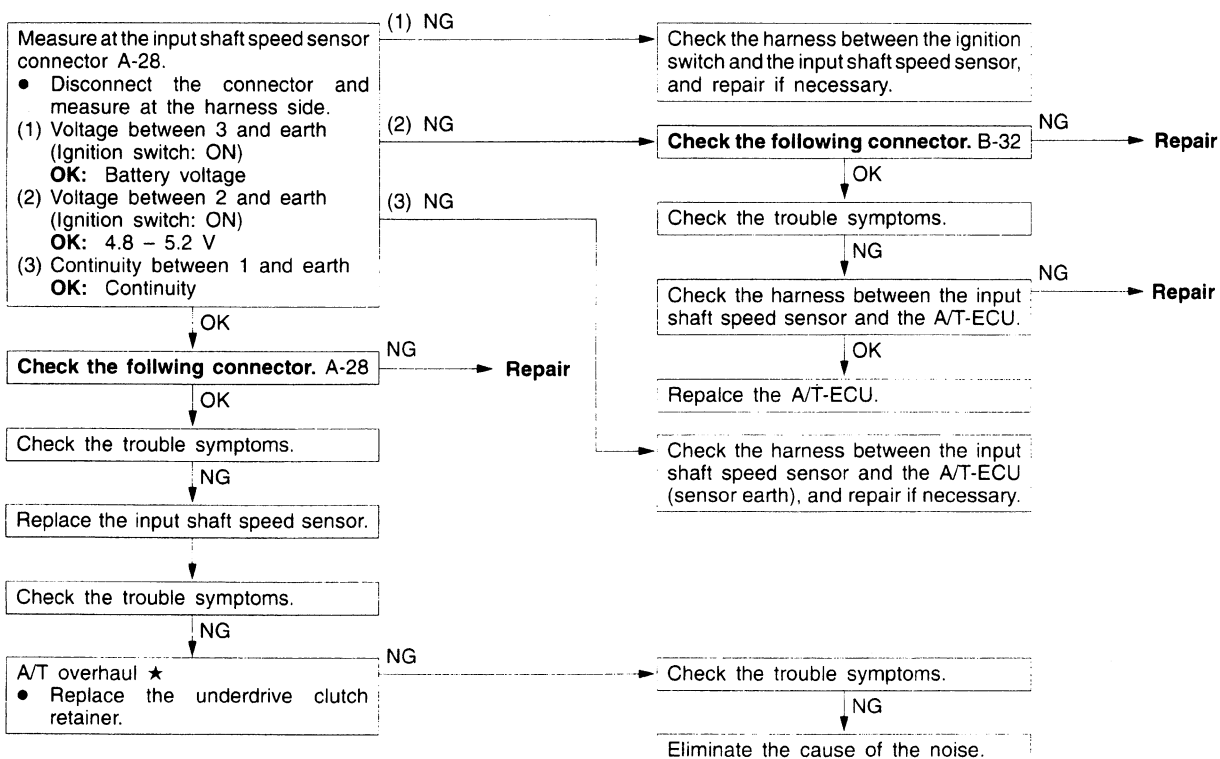 Measure at the input shaft speed sensor
connector A-28.
● Disconnect the connector and
measure at the harness side.
(1) Voltage between 3 and earth
(Ignition switch: ON)
OK: Battery voltage
(2) Voltage between 2 and earth
(Ignition switch: ON)
OK: 4.8 – 5.2 V
(3) Continuity between 1 and earth
OK: Continuity
(1) NG
Check the harness between the ignition
switch and the input shaft speed sensor,
and repair if necessary.
(2) NG
Check the following connector. B-32
NG
Repair
OK
Check the trouble symptoms.
NG
Check the harness between the input
shaft speed sensor and the A/T-ECU.
NG
Repair
OK
Repalce the A/T-ECU.
(3) NG
Check the harness between the input
shaft speed sensor and the A/T-ECU
(sensor earth), and repair if necessary.
OK
Check the follwing connector. A-28
NG
Repair
OK
Check the trouble symptoms.
NG
Replace the input shaft speed sensor.
Check the trouble symptoms.
NG
A/T overhaul ★
● Replace the underdrive clutch
retainer.
NG
Check the trouble symptoms.
NG
Eliminate the cause of the noise.